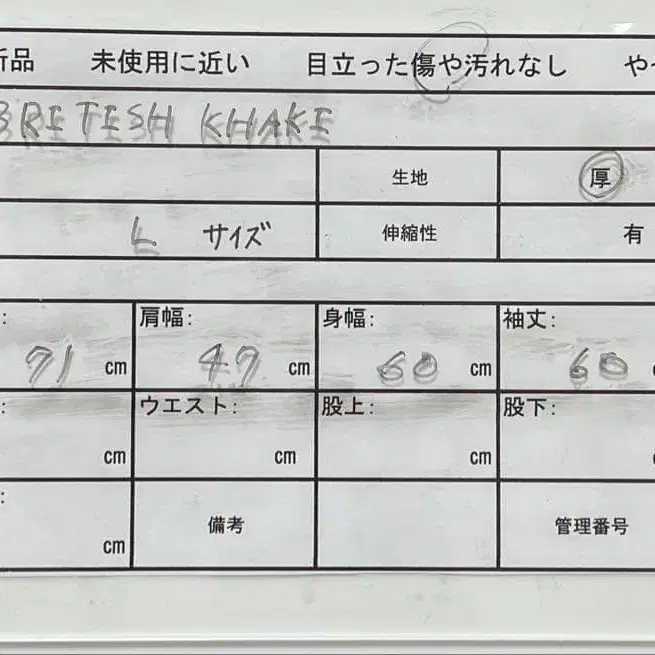 新品 未使用に近い 目立った傷や汚れなし やや
BRITISH KHAKI
生地 厚
L サイズ 伸縮性 有
: 肩幅: 身幅: 袖丈:
71 cm 47 cm 60 cm 60 c
: ウエスト: 股上: 股下:
cm cm cm c
:
cm 備考 管理番号